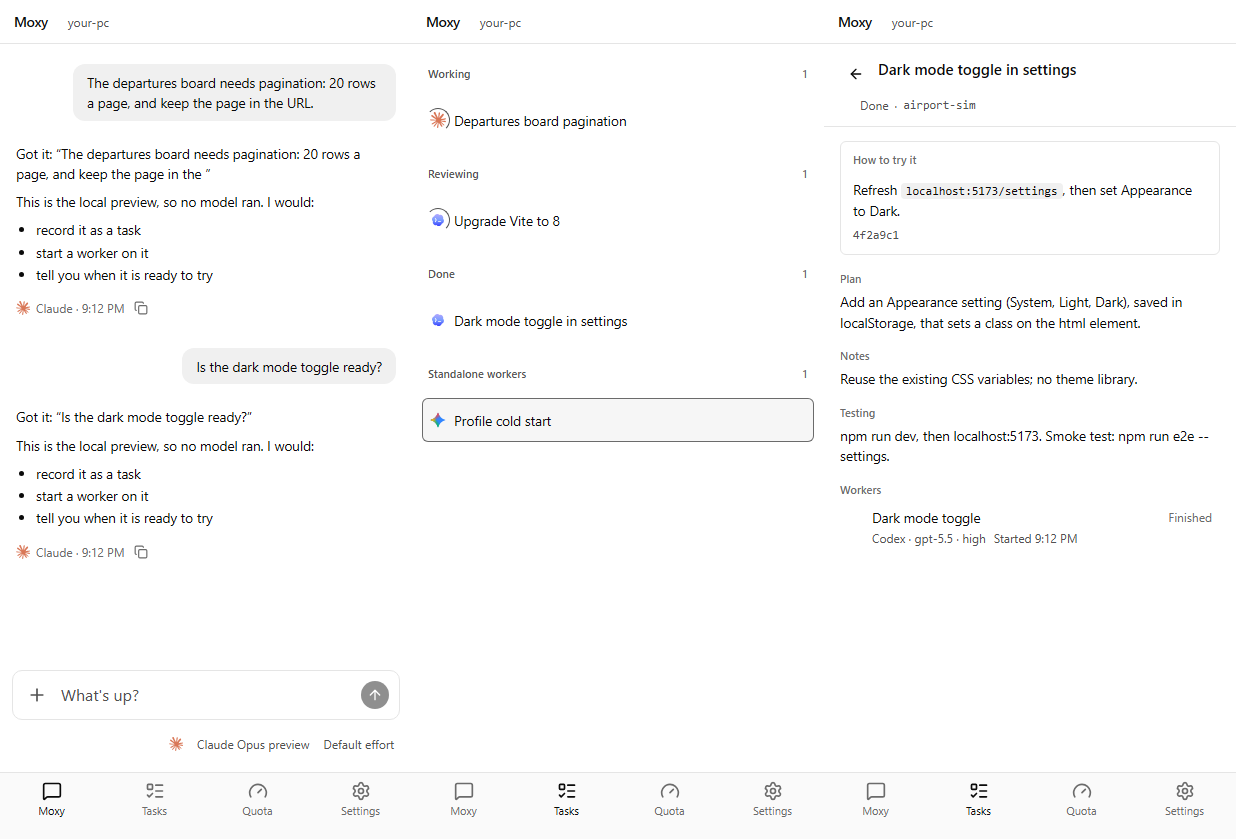 Moxy your-pc
The departures board needs pagination: 20 rows
a page, and keep the page in the URL.
Got it: “The departures board needs pagination: 20 rows a
page, and keep the page in the ”
This is the local preview, so no model ran. I would:
record it as a task
start a worker on it
tell you when it is ready to try
Claude · 9:12 PM
Is the dark mode toggle ready?
Got it: “Is the dark mode toggle ready?”
This is the local preview, so no model ran. I would:
record it as a task
start a worker on it
tell you when it is ready to try
Claude · 9:12 PM
What's up?
Claude Opus preview Default effort
Moxy Tasks Quota Settings
Moxy your-pc
Working 1
Departures board pagination
Reviewing 1
Upgrade Vite to 8
Done 1
Dark mode toggle in settings
Standalone workers 1
Profile cold start
Moxy Tasks Quota Settings
Moxy your-pc
Dark mode toggle in settings
Done · airport-sim
How to try it
Refresh localhost:5173/settings, then set Appearance
to Dark.
4f2a9c1
Plan
Add an Appearance setting (System, Light, Dark), saved in
localStorage, that sets a class on the html element.
Notes
Reuse the existing CSS variables; no theme library.
Testing
npm run dev, then localhost:5173. Smoke test: npm run e2e --
settings.
Workers
Dark mode toggle Finished
Codex · gpt-5.5 · high Started 9:12 PM
Moxy Tasks Quota Settings